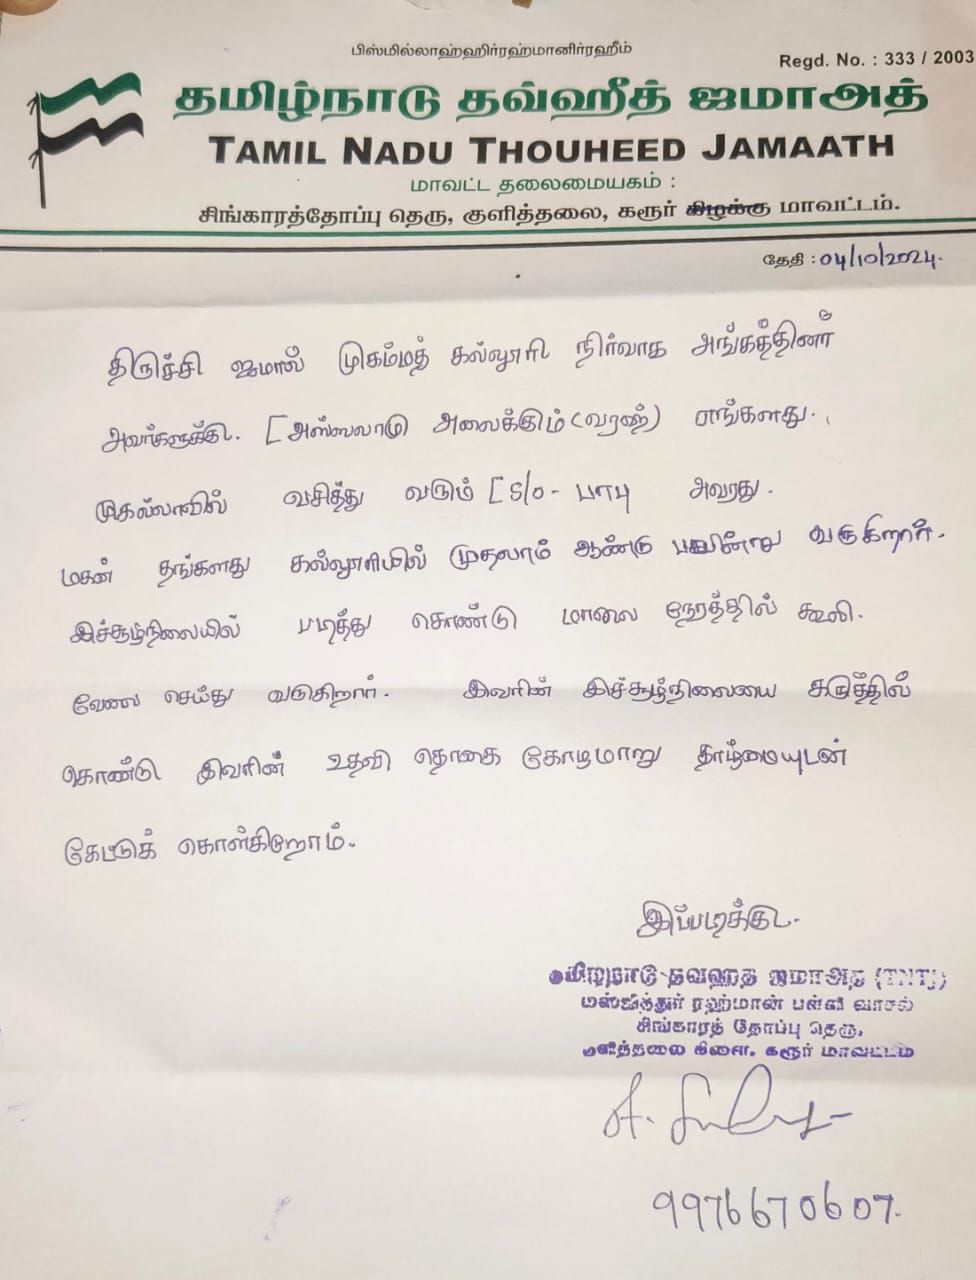 பிஸ்மில்லாஹ்ஹிர்ரஹ்மானிர்ரஹீம்
Regd. No. : 333 / 2003
தமிழ்நாடு தவ்ஹீத் ஜமாஅத்
TAMIL NADU THOUHEED JAMAATH
மாவட்ட தலைமையகம் :
சிங்காரத்தோப்பு தெரு, குளித்தலை, கரூர் கிழக்கு மாவட்டம்.
தேதி : 04/10/2024.
திருச்சி ஜமால் முகம்மத் கல்லூரி நிர்வாக அங்கத்தினர்
அவர்களுக்கு. [அஸ்ஸலாமு அலைக்கும்(வரஹ்) எங்களது.
முகல்லாவில் வசித்து வரும் [S/o- பாபு அவரது.
மகன் தங்களது கல்லூரியில் முதலாம் ஆண்டு பயின்று வருகிறார்.
இச்சூழ்நிலையில் படித்து கொண்டு மாலை நேரத்தில் கூலி.
வேலை செய்து வருகிறார். இவரின் இச்சூழ்நிலையை கருத்தில்
கொண்டு இவரின் உதவி தொகை கோடிமாறு தாழ்மையுடன்
கேட்டுக் கொள்கிறோம்.
இப்படிக்கு.
தமிழ்நாடு தவ்ஹீத் ஜமாஅத் (TNTJ)
மஸ்ஜித்துர் ரஹ்மான் பள்ளி வாசல்
சிங்காரத் தோப்பு தெரு,
குளித்தலை கிளை, கரூர் மாவட்டம்
9976670607.